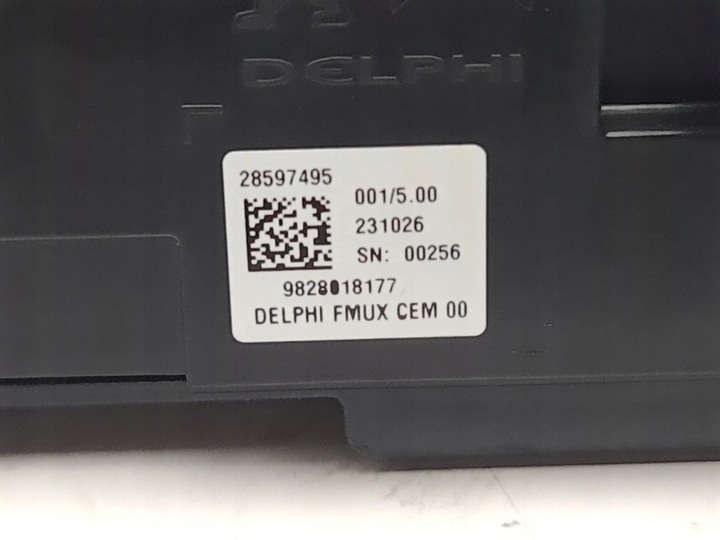 DELPHI
28597495
001/5.00
231026
SN: 00256
9828018177
DELPHI FMUX CEM 00